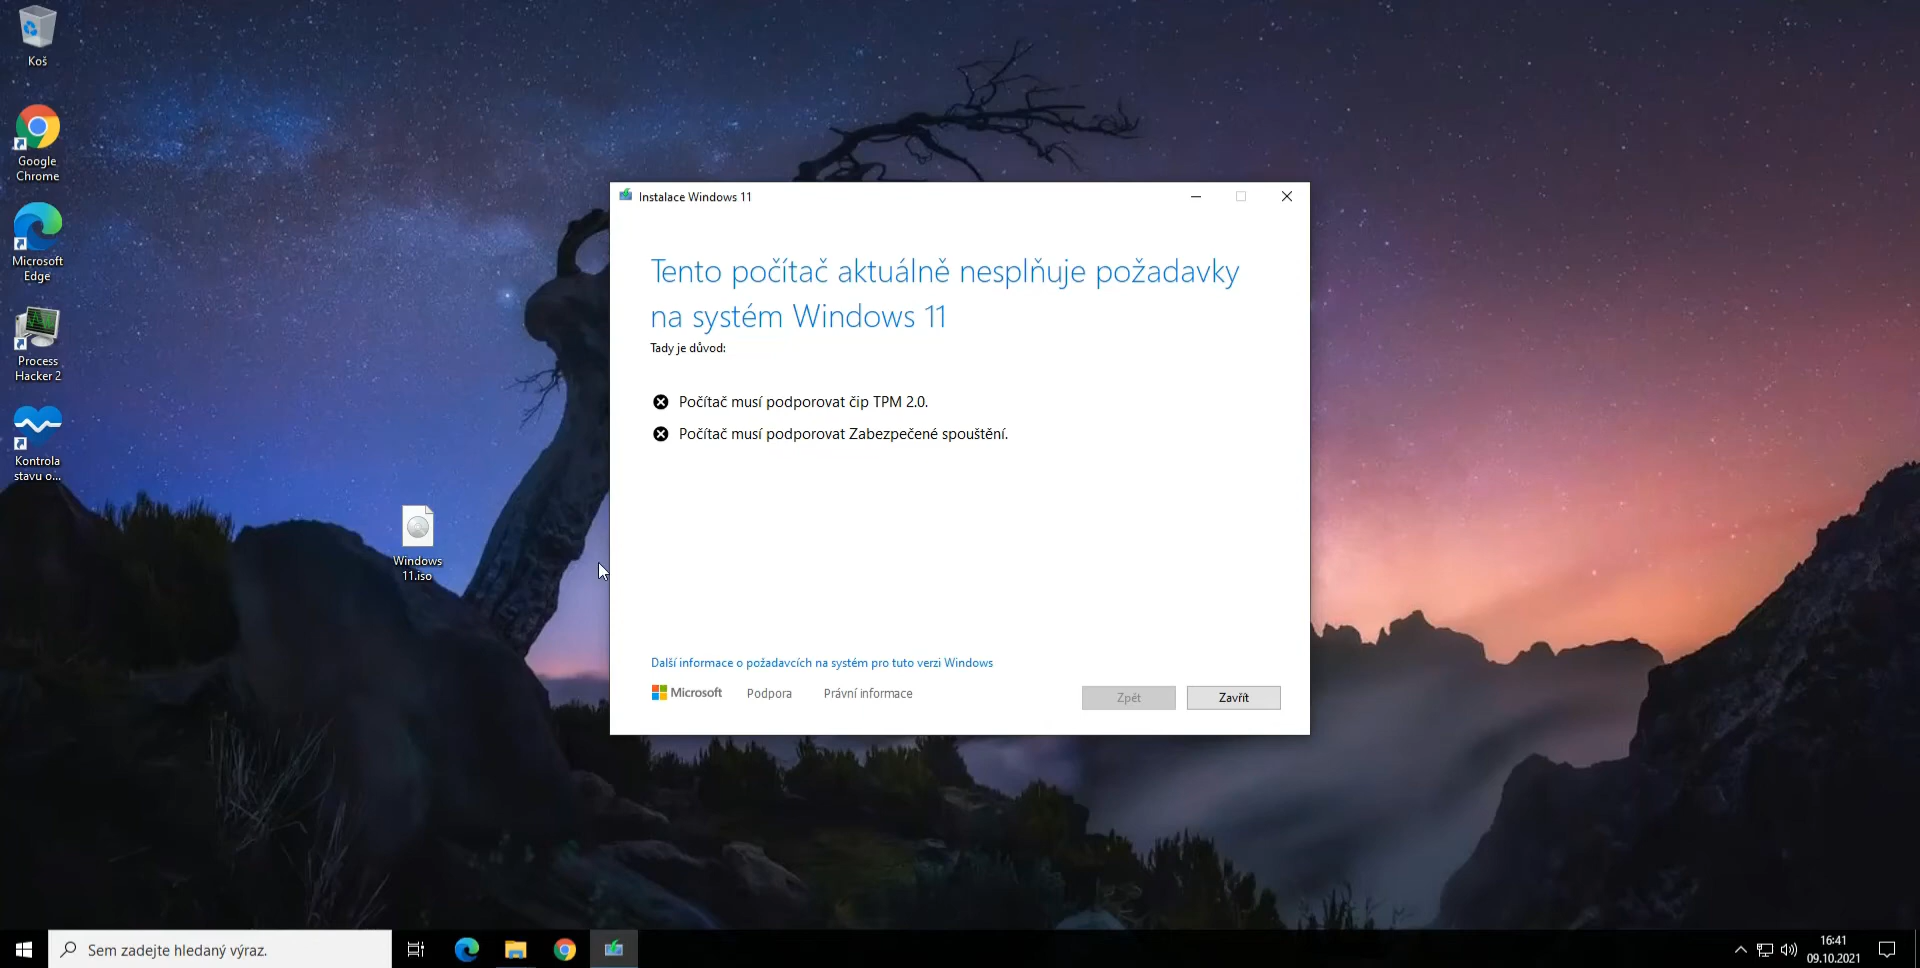 Koš
Google
Chrome
Microsoft
Edge
Process
Hacker 2
Kontrola
stavu o...
Windows
11.iso
Instalace Windows 11
Tento počítač aktuálně nesplňuje požadavky
na systém Windows 11
Tady je důvod:
Počítač musí podporovat čip TPM 2.0.
Počítač musí podporovat Zabezpečené spouštění.
Další informace o požadavcích na systém pro tuto verzi Windows
Microsoft Podpora Právní informace
Zpět Zavřít
Sem zadejte hledaný výraz.
16:41
09.10.2021